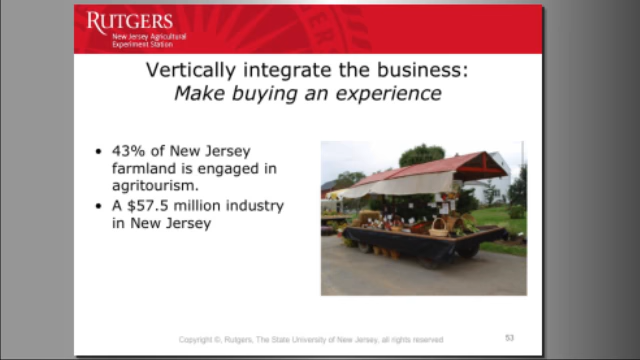 RUTGERS
New Jersey Agricultural
Experiment Station
Vertically integrate the business:
Make buying an experience
• 43% of New Jersey
farmland is engaged in
agritourism.
• A $57.5 million industry
in New Jersey
Copyright ©, Rutgers, The State University of New Jersey, all rights reserved
53